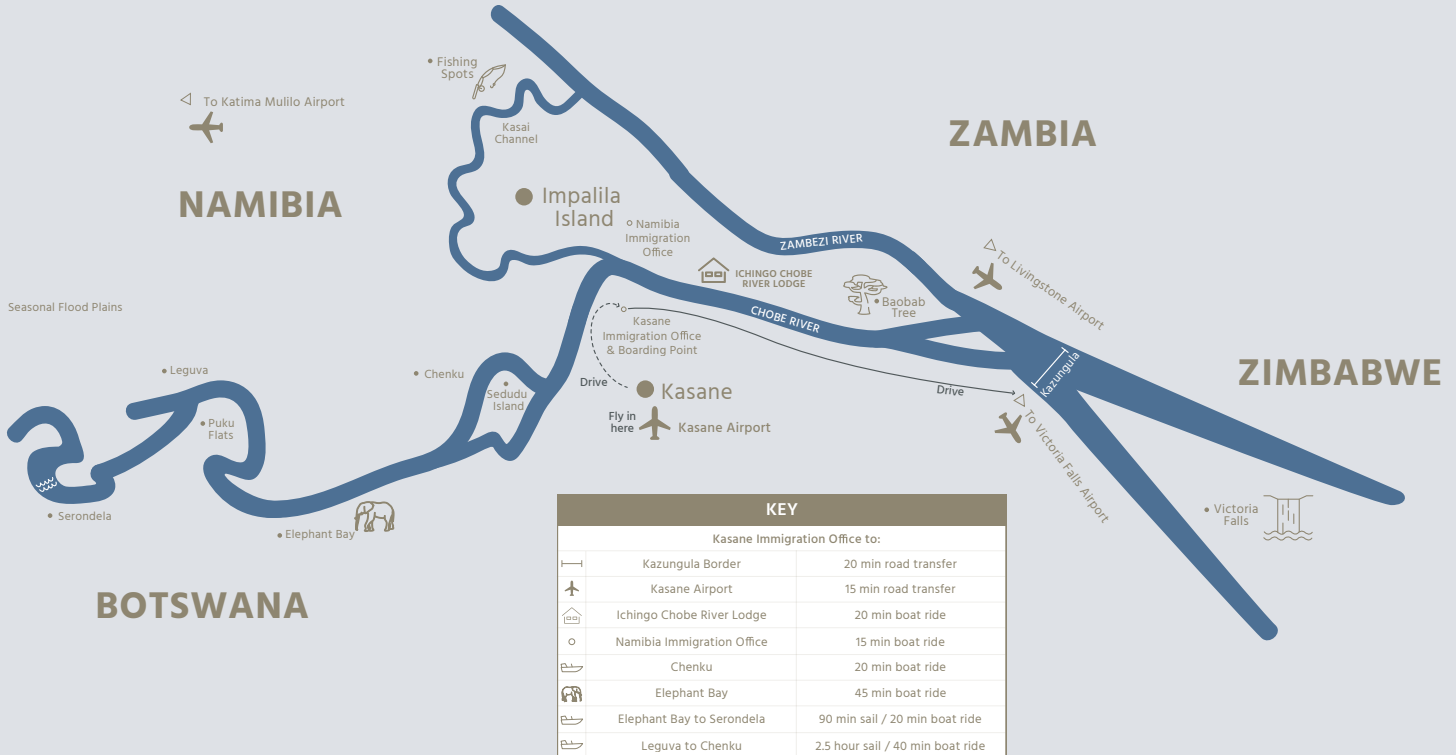 Fishing
Spots
To Katima Mulilo Airport
Kasai
Channel
ZAMBIA
NAMIBIA
Impalila
Island
Namibia
Immigration
Office
ZAMBEZI RIVER
ICHINGO CHOBE
RIVER LODGE
Baobab
Tree
To Livingstone Airport
Seasonal Flood Plains
CHOBE RIVER
Kasane
Immigration Office
& Boarding Point
Kazungula
ZIMBABWE
Leguva
Chenku
Sedudu
Island
Drive
Kasane
Drive
Puku
Flats
Fly in
here
Kasane Airport
To Victoria Falls Airport
Serondela
Elephant Bay
Victoria
Falls
BOTSWANA
KEY
Kasane Immigration Office to:
Kazungula Border 20 min road transfer
Kasane Airport 15 min road transfer
Ichingo Chobe River Lodge 20 min boat ride
Namibia Immigration Office 15 min boat ride
Chenku 20 min boat ride
Elephant Bay 45 min boat ride
Elephant Bay to Serondela 90 min sail / 20 min boat ride
Leguva to Chenku 2.5 hour sail / 40 min boat ride